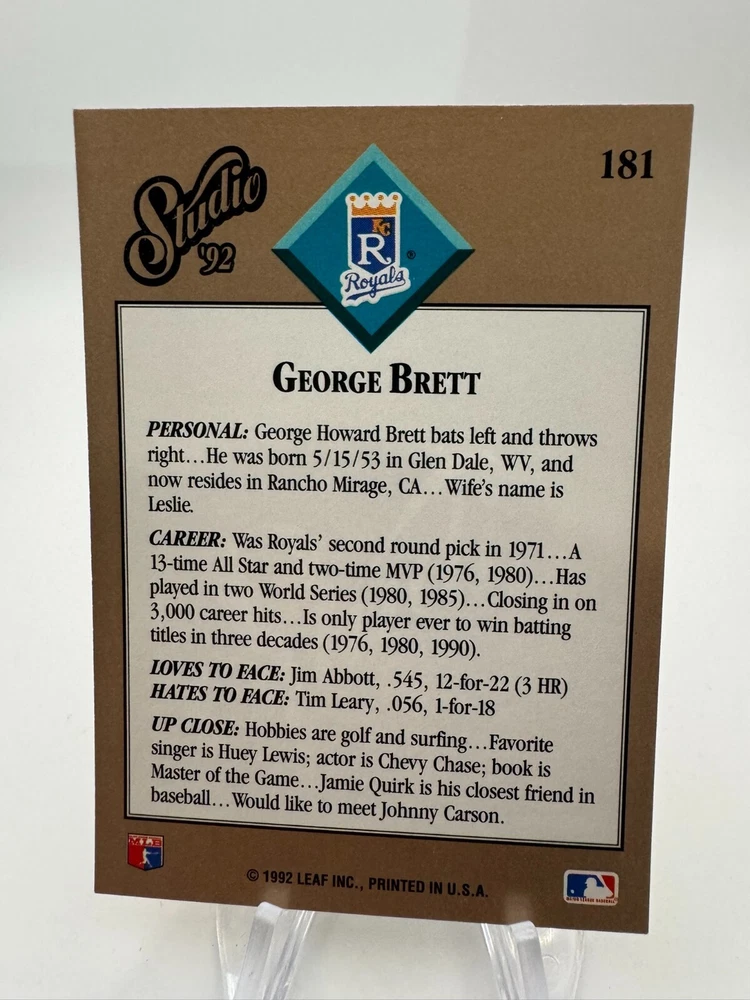 Studio
'92
181
KC
R
Royals
®
GEORGE BRETT
PERSONAL: George Howard Brett bats left and throws
right...He was born 5/15/53 in Glen Dale, WV, and
now resides in Rancho Mirage, CA...Wife's name is
Leslie.
CAREER: Was Royals' second round pick in 1971...A
13-time All Star and two-time MVP (1976, 1980)...Has
played in two World Series (1980, 1985)...Closing in on
3,000 career hits...Is only player ever to win batting
titles in three decades (1976, 1980, 1990).
LOVES TO FACE: Jim Abbott, .545, 12-for-22 (3 HR)
HATES TO FACE: Tim Leary, .056, 1-for-18
UP CLOSE: Hobbies are golf and surfing...Favorite
singer is Huey Lewis; actor is Chevy Chase; book is
Master of the Game...Jamie Quirk is his closest friend in
baseball...Would like to meet Johnny Carson.
MLB
© 1992 LEAF INC., PRINTED IN U.S.A.
MAJOR LEAGUE BASEBALL